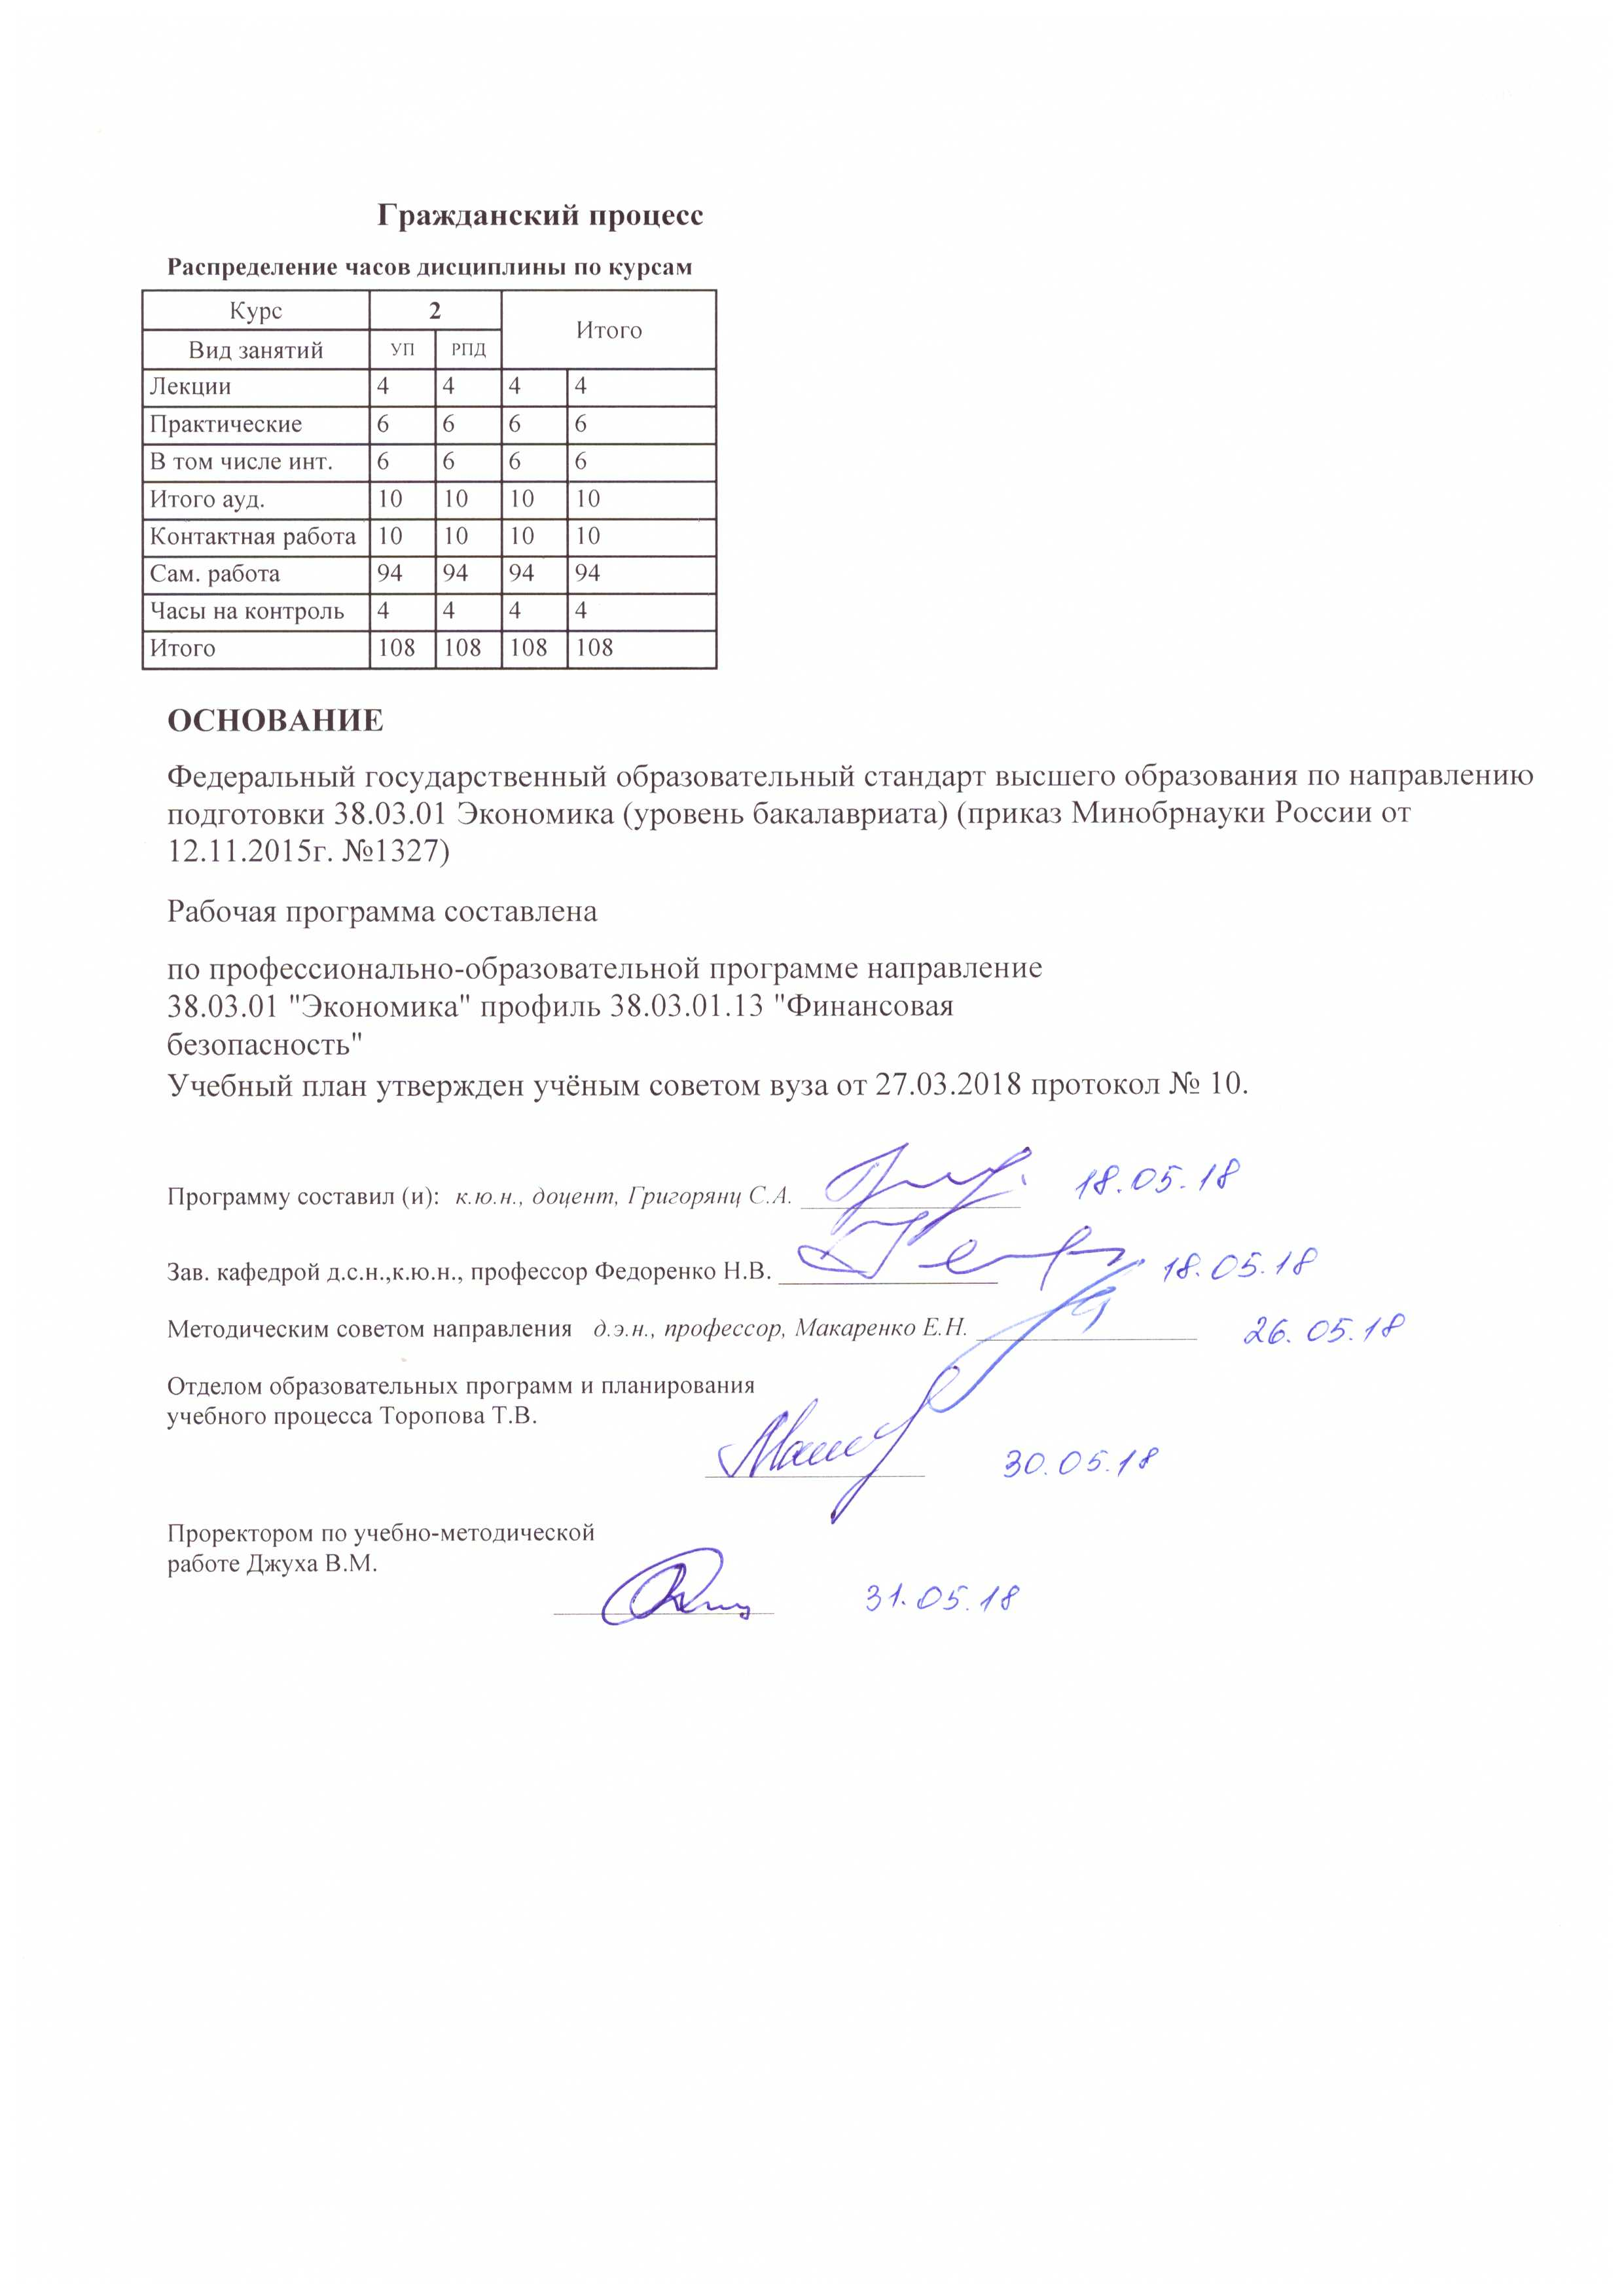 Гражданский процесс
Распределение часов дисциплины по курсам
Курс 2 Итого
Вид занятий УП РПД
Лекции 4 4 4 4
Практические 6 6 6 6
В том числе инт. 6 6 6 6
Итого ауд. 10 10 10 10
Контактная работа 10 10 10 10
Сам. работа 94 94 94 94
Часы на контроль 4 4 4 4
Итого 108 108 108 108
ОСНОВАНИЕ
Федеральный государственный образовательный стандарт высшего образования по направлению
подготовки 38.03.01 Экономика (уровень бакалавриата) (приказ Минобрнауки России от
12.11.2015г. №1327)
Рабочая программа составлена
по профессионально-образовательной программе направление
38.03.01 "Экономика" профиль 38.03.01.13 "Финансовая
безопасность"
Учебный план утвержден учёным советом вуза от 27.03.2018 протокол № 10.
Программу составил (и): к.ю.н., доцент, Григорянц С.А. 18.05.18
Зав. кафедрой д.с.н.,к.ю.н., профессор Федоренко Н.В. 18.05.18
Методическим советом направления д.э.н., профессор, Макаренко Е.Н. 26.05.18
Отделом образовательных программ и планирования
учебного процесса Торопова Т.В.
30.05.18
Проректором по учебно-методической
работе Джуха В.М.
31.05.18